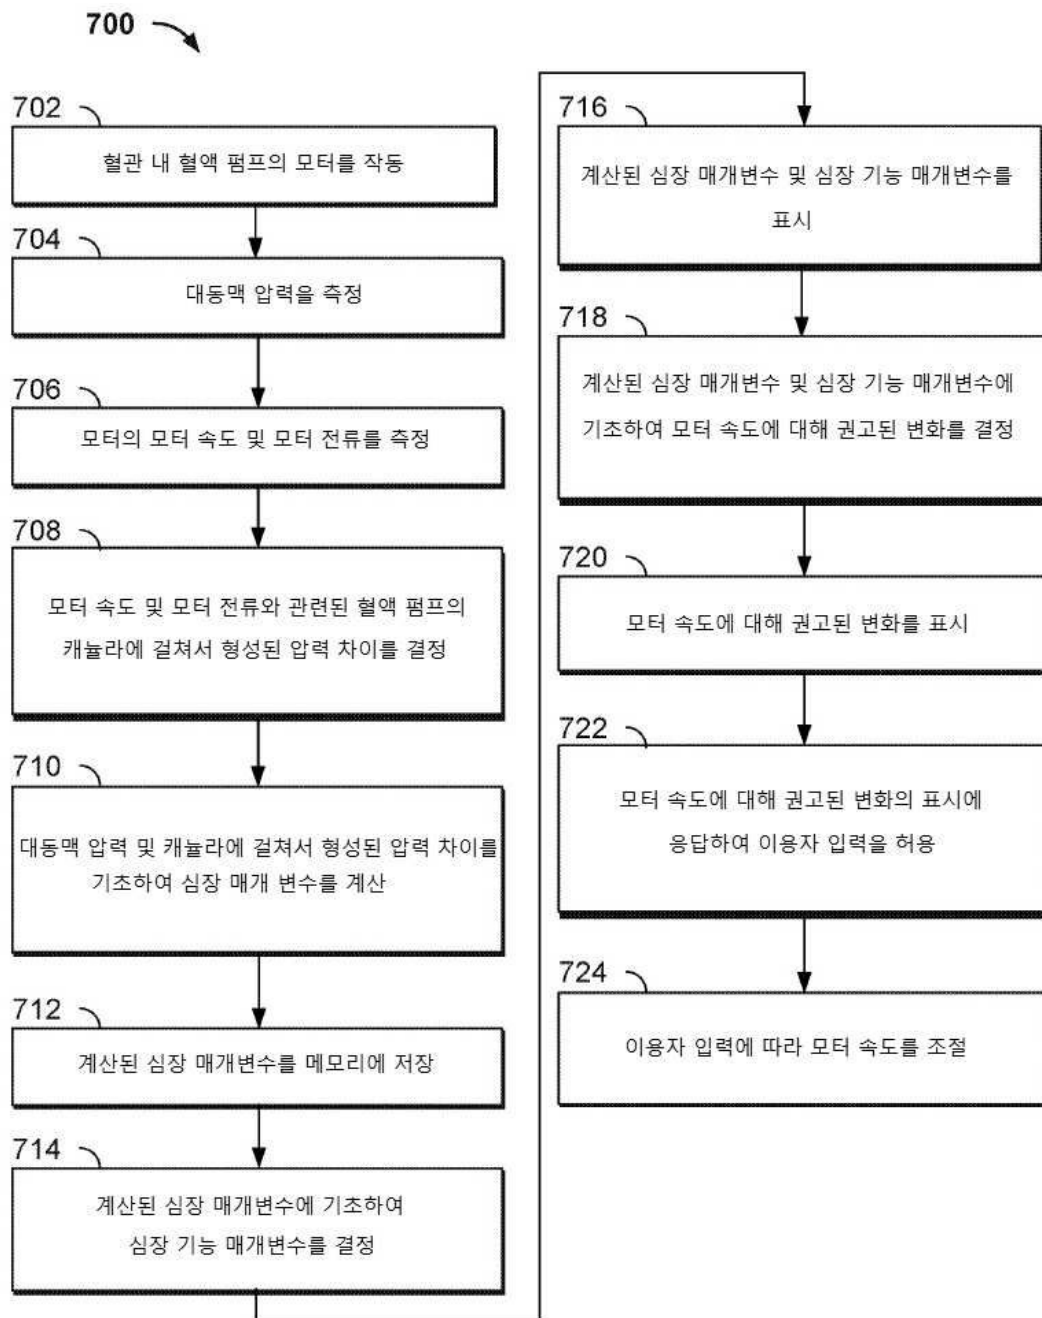 700
702
혈관 내 혈액 펌프의 모터를 작동
704
대동맥 압력을 측정
706
모터의 모터 속도 및 모터 전류를 측정
708
모터 속도 및 모터 전류와 관련된 혈액 펌프의
캐뉼라에 걸쳐서 형성된 압력 차이를 결정
710
대동맥 압력 및 캐뉼라에 걸쳐서 형성된 압력 차이를
기초하여 심장 매개 변수를 계산
712
계산된 심장 매개변수를 메모리에 저장
714
계산된 심장 매개변수에 기초하여
심장 기능 매개변수를 결정
716
계산된 심장 매개변수 및 심장 기능 매개변수를
표시
718
계산된 심장 매개변수 및 심장 기능 매개변수에
기초하여 모터 속도에 대해 권고된 변화를 결정
720
모터 속도에 대해 권고된 변화를 표시
722
모터 속도에 대해 권고된 변화의 표시에
응답하여 이용자 입력을 허용
724
이용자 입력에 따라 모터 속도를 조절